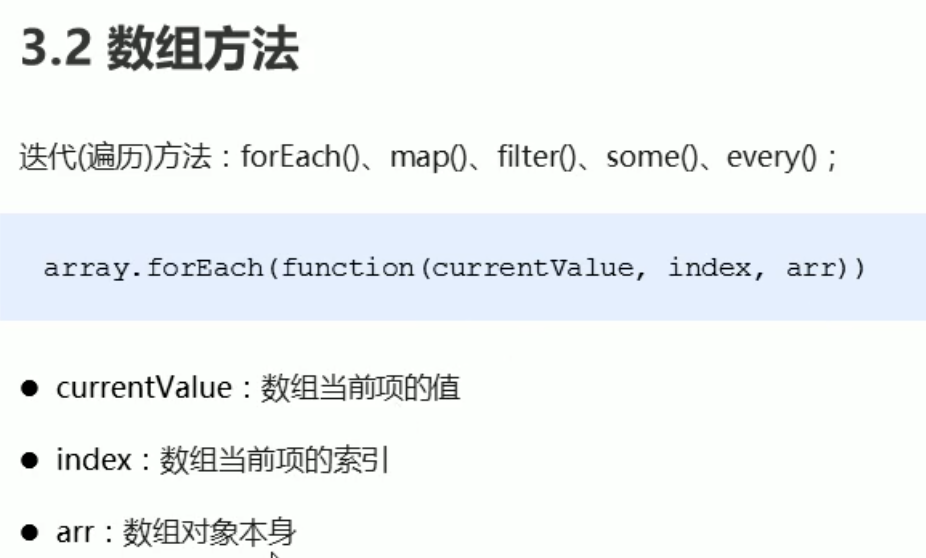 3.2 数组方法
迭代(遍历)方法：forEach()、map()、filter()、some()、every()；
array.forEach(function(currentValue, index, arr))
● currentValue：数组当前项的值
● index：数组当前项的索引
● arr：数组对象本身